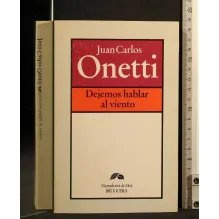 Juan Carlos
Onetti
Dejemos hablar
al viento
Narradores de Hoy
BRUGUERA